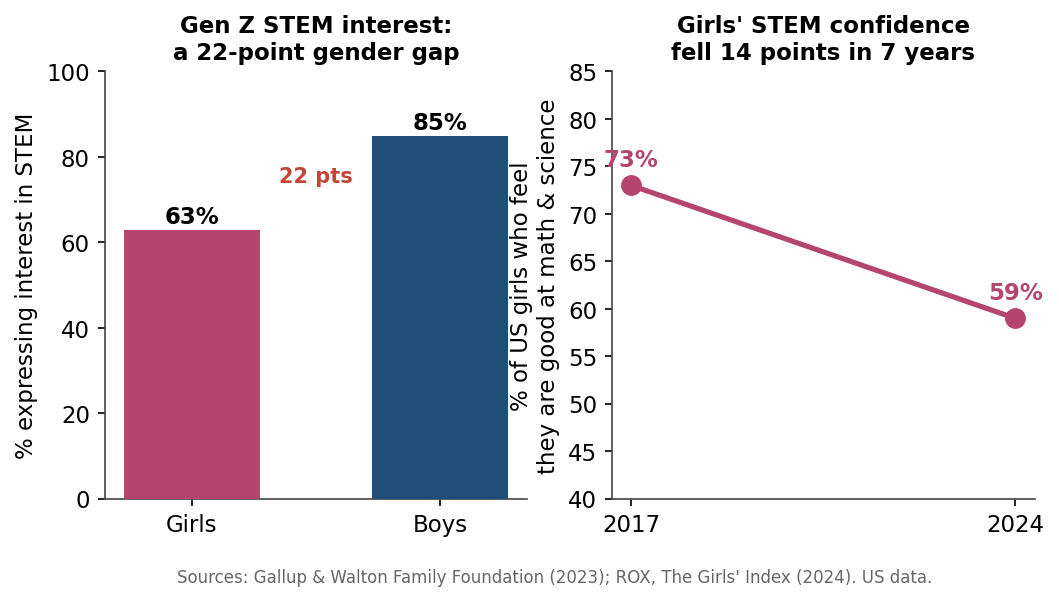 Gen Z STEM interest:
a 22-point gender gap
% expressing interest in STEM
100
80
60
40
20
0
63%
22 pts
85%
Girls
Boys
Girls' STEM confidence
fell 14 points in 7 years
% of US girls who feel
they are good at math & science
85
80
75
70
65
60
55
50
45
40
73%
59%
2017
2024
Sources: Gallup & Walton Family Foundation (2023); ROX, The Girls' Index (2024). US data.